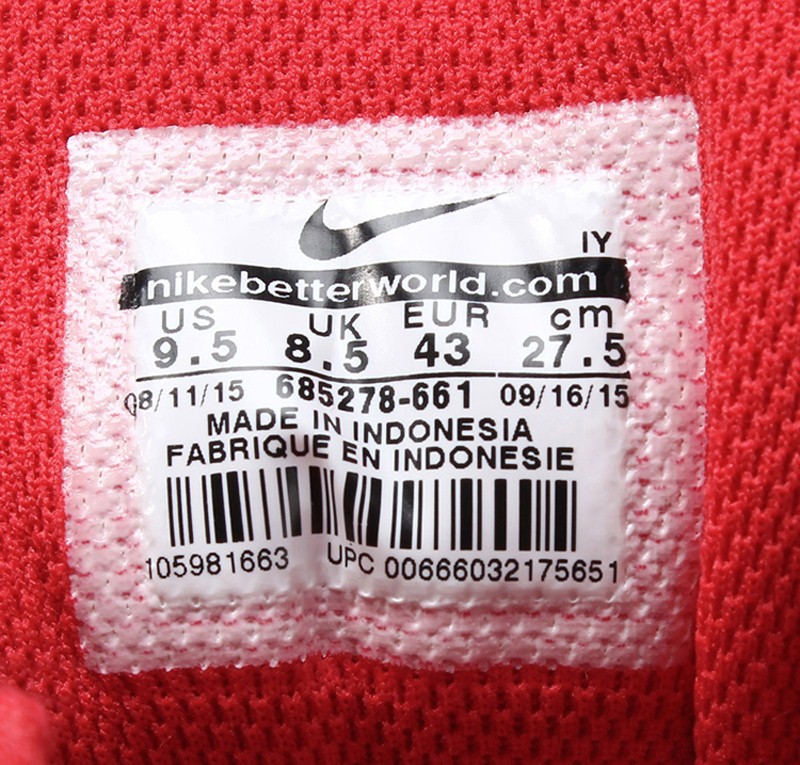 IY
nikebetterworld.com
US UK EUR cm
9.5 8.5 43 27.5
08/11/15 685278-661 09/16/15
MADE IN INDONESIA
FABRIQUE EN INDONESIE
105981663 UPC 00666032175651